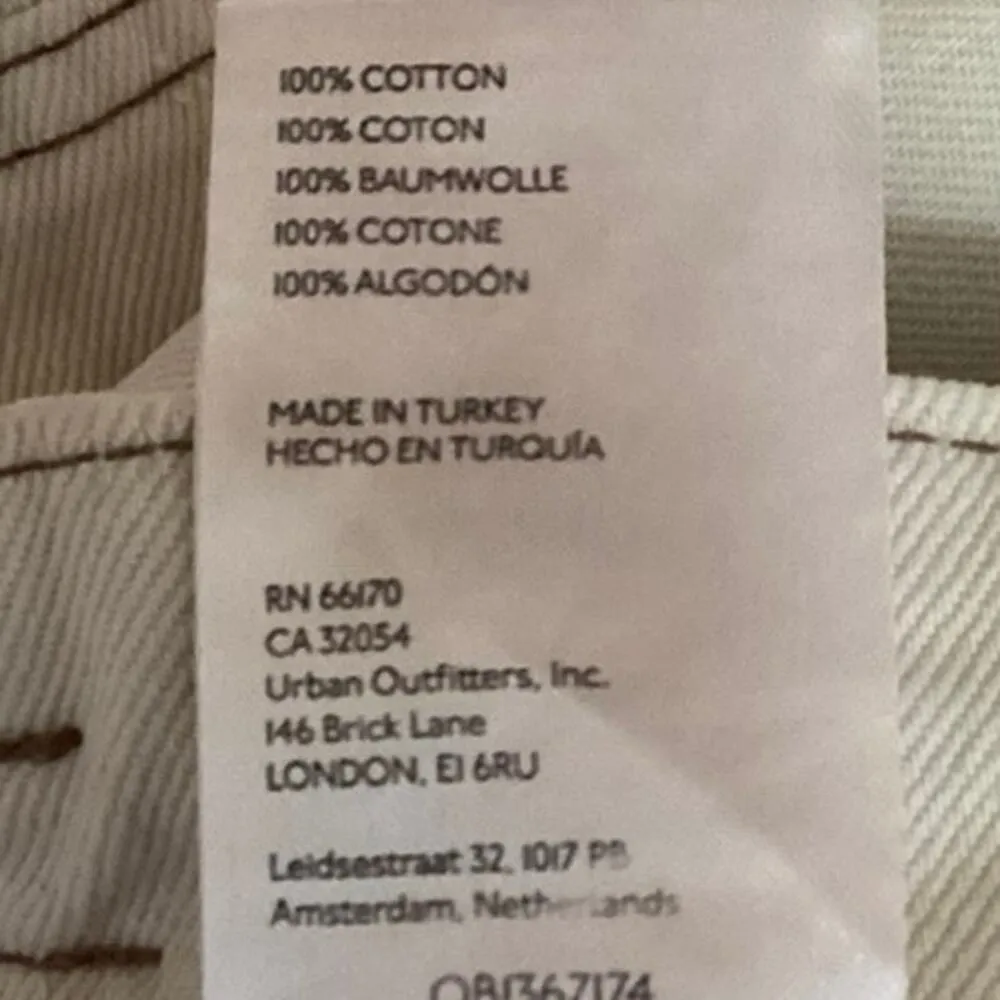 100% COTTON
100% COTON
100% BAUMWOLLE
100% COTONE
100% ALGODÓN
MADE IN TURKEY
HECHO EN TURQUÍA
RN 66170
CA 32054
Urban Outfitters, Inc.
146 Brick Lane
LONDON, E1 6RU
Leidsestraat 32, 1017 PB
Amsterdam, Netherlands